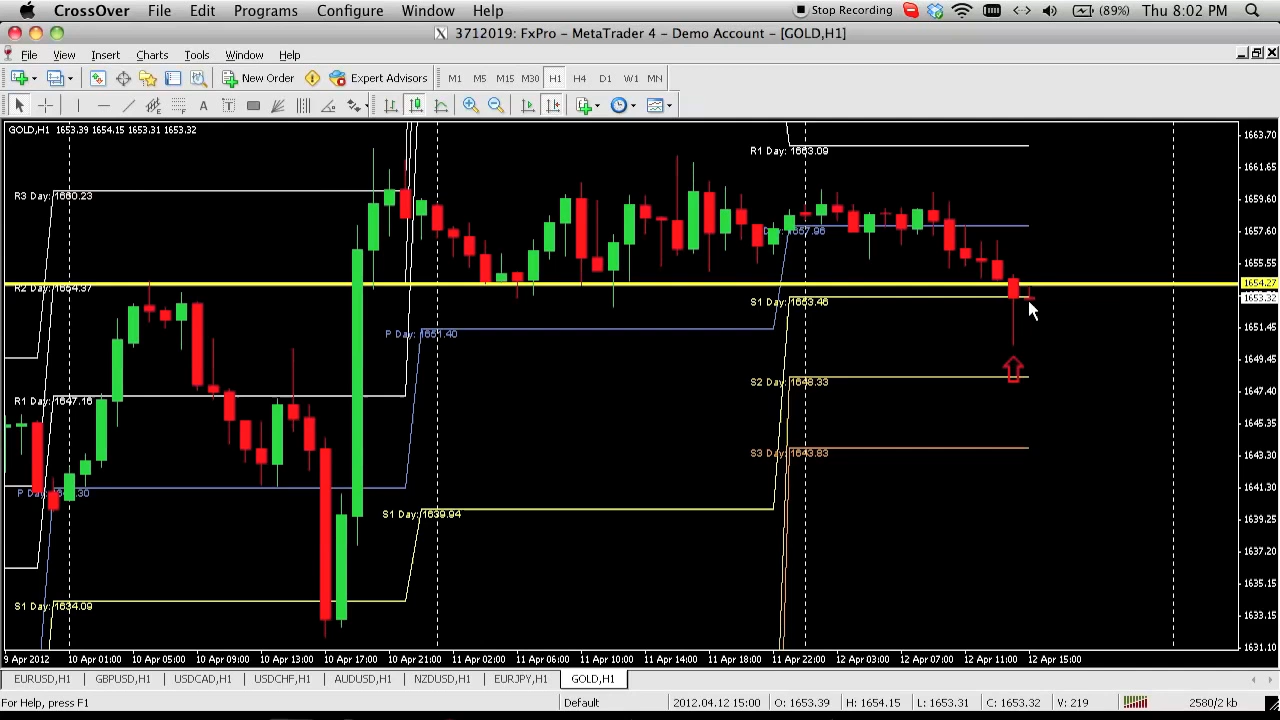 CrossOver File Edit Programs Configure Window Help Stop Recording (89%) Thu 8:02 PM
3712019: FxPro - MetaTrader 4 - Demo Account - [GOLD,H1]
File View Insert Charts Tools Window Help
New Order Expert Advisors M1 M5 M15 M30 H1 H4 D1 W1 MN
A T
GOLD,H1 1653.39 1654.15 1653.31 1653.32
1663.70
R1 Day: 1663.09
1661.65
R3 Day: 1660.23
1659.60
1657.60
1657.96
1655.55
R2 Day: 1654.37
1654.27
1653.32
S1 Day: 1653.46
P Day: 1651.40
1651.45
1649.45
S2 Day: 1648.33
1647.40
R1 Day: 1647.16
1645.35
S3 Day: 1643.83
1643.30
1641.30
S1 Day: 1639.94
1639.25
1637.20
1635.15
S1 Day: 1634.09
1633.15
1631.10
9 Apr 2012 10 Apr 01:00 10 Apr 05:00 10 Apr 09:00 10 Apr 13:00 10 Apr 17:00 10 Apr 21:00 11 Apr 02:00 11 Apr 06:00 11 Apr 10:00 11 Apr 14:00 11 Apr 18:00 11 Apr 22:00 12 Apr 03:00 12 Apr 07:00 12 Apr 11:00 12 Apr 15:00
EURUSD,H1 GBPUSD,H1 USDCAD,H1 USDCHF,H1 AUDUSD,H1 NZDUSD,H1 EURJPY,H1 GOLD,H1
For Help, press F1 Default 2012.04.12 15:00 O: 1653.39 H: 1654.15 L: 1653.31 C: 1653.32 V: 219 2580/2 kb